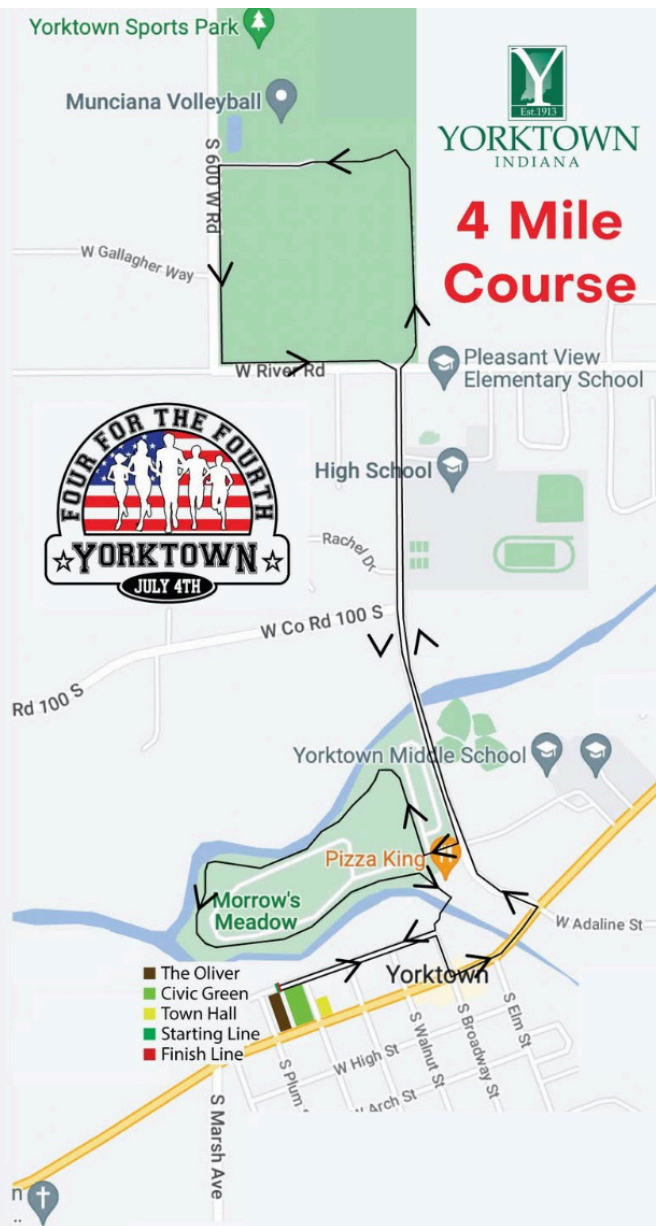 Yorktown Sports Park
Munciana Volleyball
Y
Est.1913
YORKTOWN
INDIANA
4 Mile
Course
S 600 W Rd
W Gallagher Way
W River Rd
Pleasant View
Elementary School
FOUR FOR THE FOURTH
YORKTOWN
JULY 4TH
High School
Rachel Dr
W Co Rd 100 S
Rd 100 S
Yorktown Middle School
Pizza King
Morrow's
Meadow
W Adaline St
Yorktown
The Oliver
Civic Green
Town Hall
Starting Line
Finish Line
S Plum S
W High St
W Arch St
S Walnut St
S Broadway St
S Elm St
S Marsh Ave
n
..